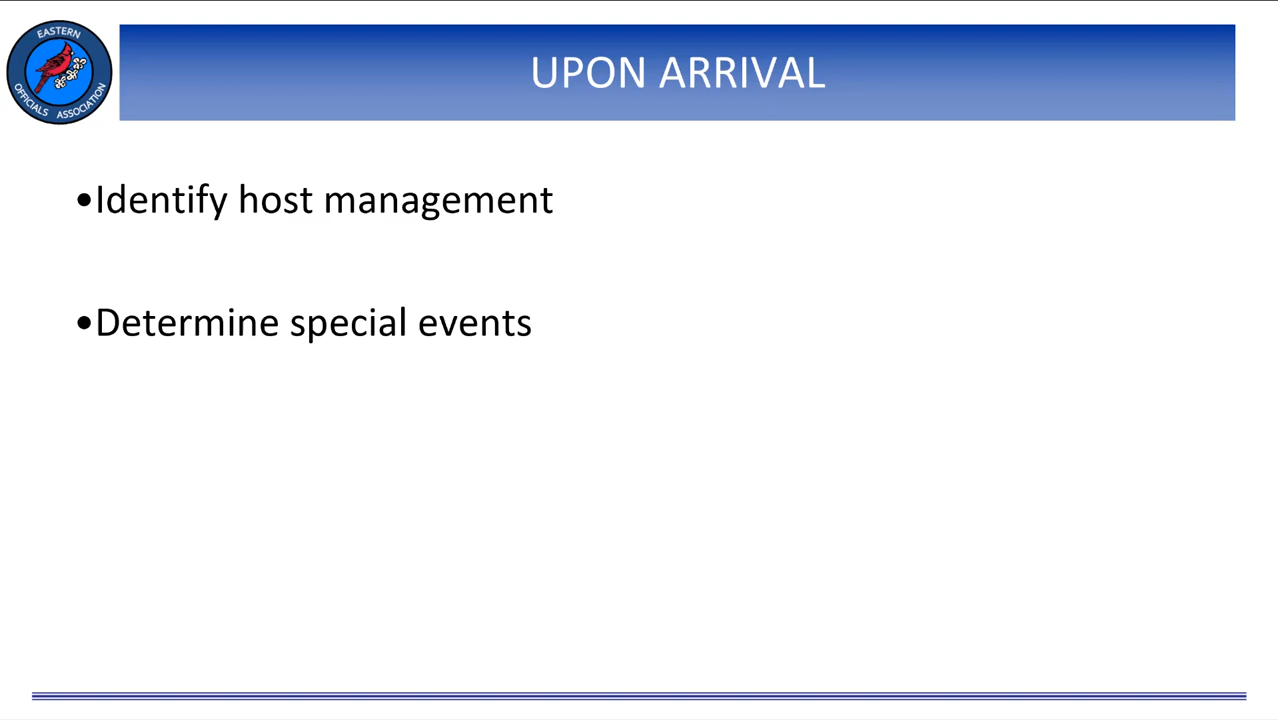 EASTERN
OFFICIALS ASSOCIATION
UPON ARRIVAL
•Identify host management
•Determine special events